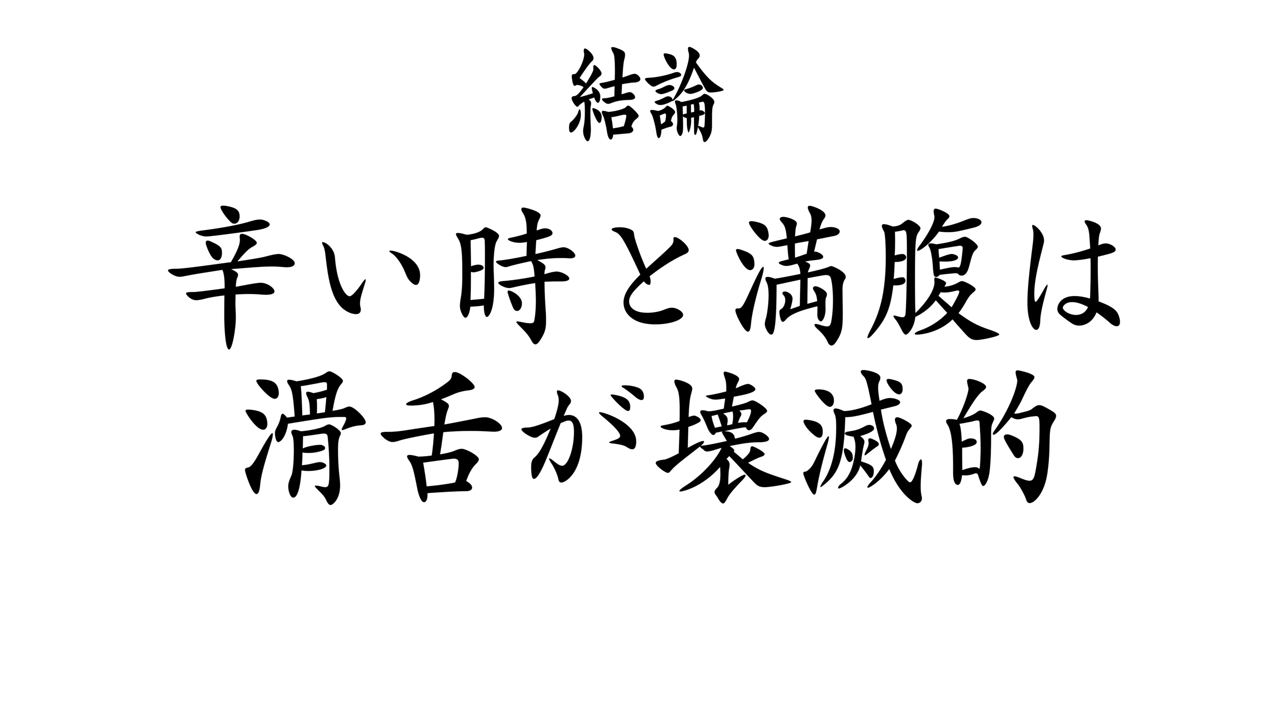 結論
辛い時と満腹は
滑舌が壊滅的